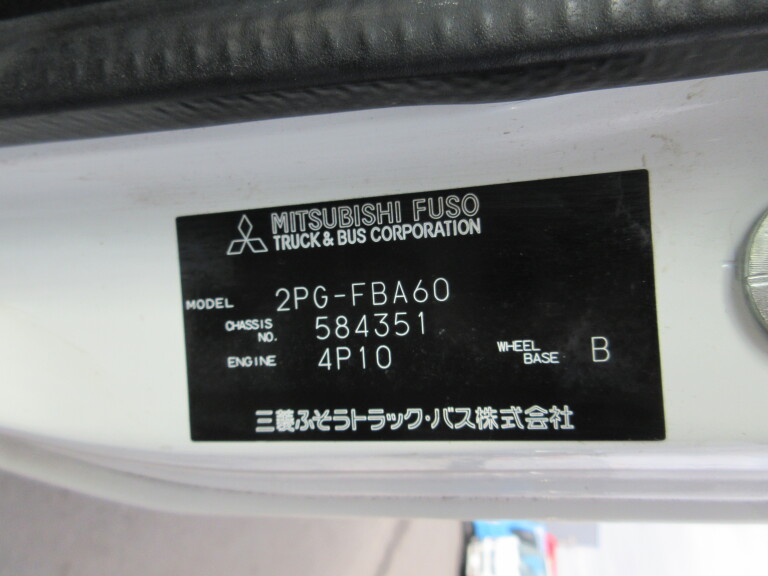 MITSUBISHI FUSO
TRUCK & BUS CORPORATION
MODEL 2PG-FBA60
CHASSIS NO. 584351
ENGINE 4P10 WHEEL BASE B
三菱ふそうトラック・バス株式会社